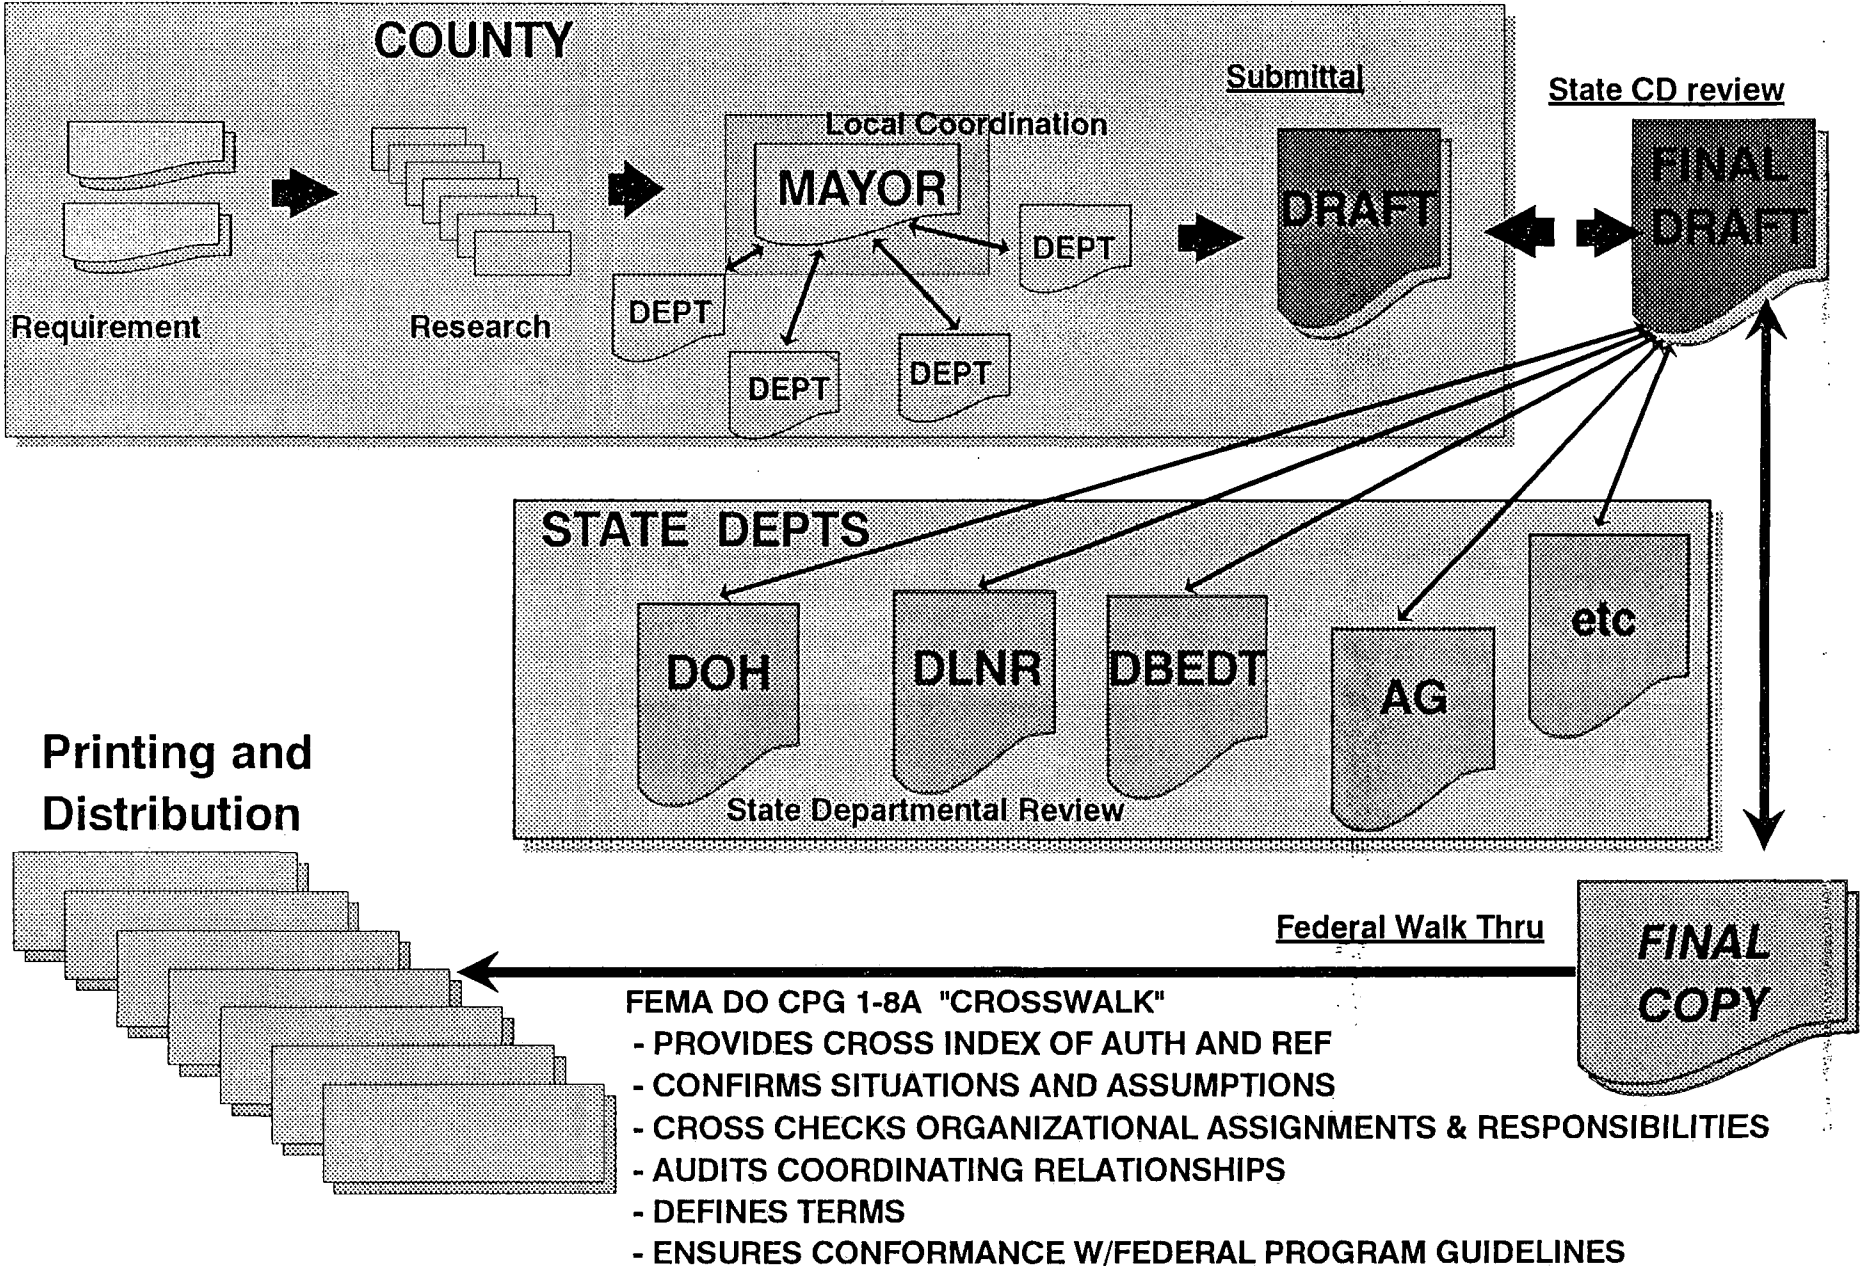 COUNTY
Submittal
State CD review
Local Coordination
MAYOR
DRAFT
FINAL
DRAFT
DEPT
DEPT
DEPT
DEPT
Requirement
Research
STATE DEPTS
DOH
DLNR
DBEDT
AG
etc
State Departmental Review
Printing and
Distribution
Federal Walk Thru
FINAL
COPY
FEMA DO CPG 1-8A "CROSSWALK"
- PROVIDES CROSS INDEX OF AUTH AND REF
- CONFIRMS SITUATIONS AND ASSUMPTIONS
- CROSS CHECKS ORGANIZATIONAL ASSIGNMENTS & RESPONSIBILITIES
- AUDITS COORDINATING RELATIONSHIPS
- DEFINES TERMS
- ENSURES CONFORMANCE W/FEDERAL PROGRAM GUIDELINES